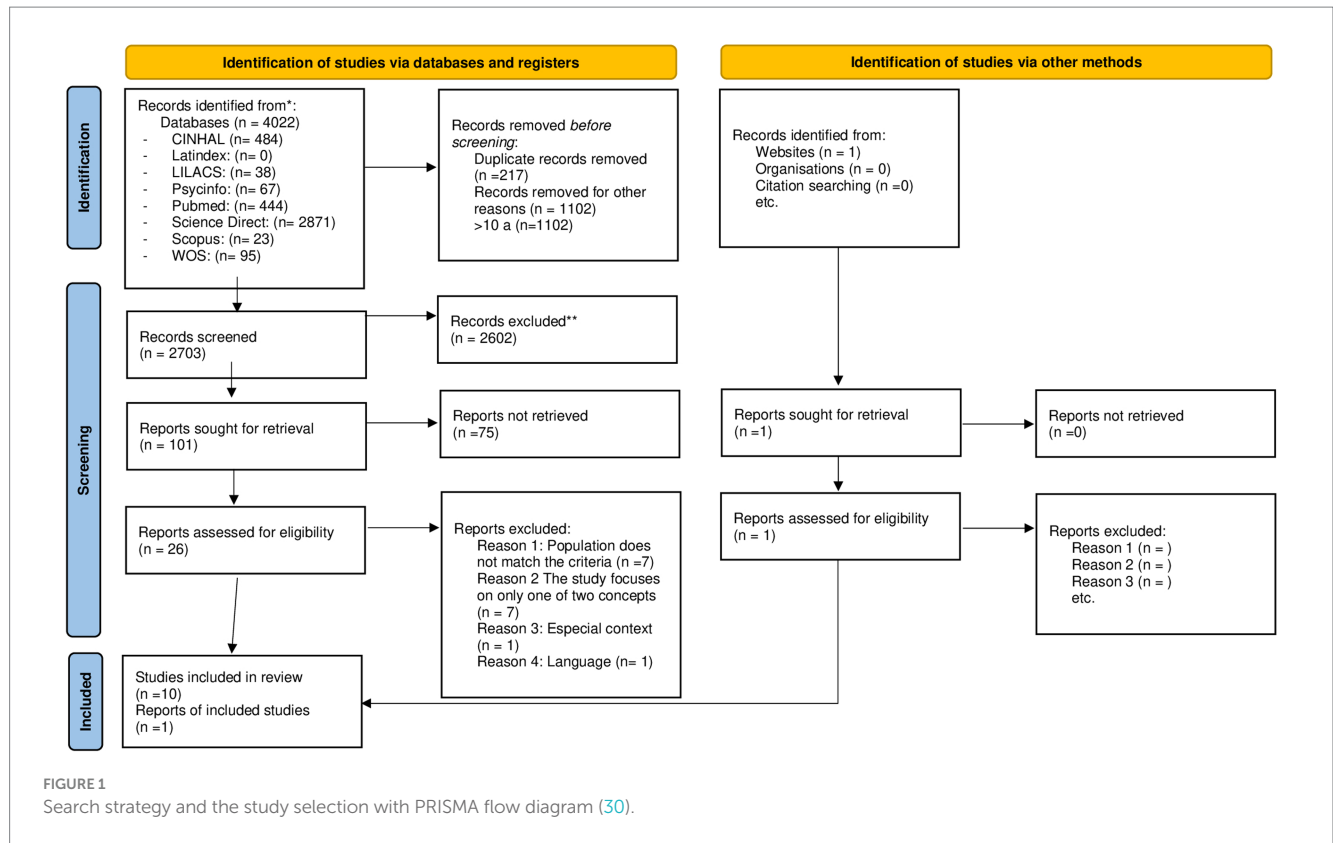 Identification of studies via databases and registers
Identification of studies via other methods
Identification
Records identified from*:
Databases (n = 4022)
- CINHAL (n= 484)
- Latindex: (n= 0)
- LILACS: (n= 38)
- Psycinfo: (n= 67)
- Pubmed: (n= 444)
- Science Direct: (n= 2871)
- Scopus: (n= 23)
- WOS: (n= 95)
Records removed before
screening:
Duplicate records removed
(n =217)
Records removed for other
reasons (n = 1102)
>10 a (n=1102)
Records identified from:
Websites (n = 1)
Organisations (n = 0)
Citation searching (n =0)
etc.
Screening
Records screened
(n = 2703)
Records excluded**
(n = 2602)
Reports sought for retrieval
(n = 101)
Reports not retrieved
(n =75)
Reports sought for retrieval
(n =1)
Reports not retrieved
(n =0)
Reports assessed for eligibility
(n = 26)
Reports excluded:
Reason 1: Population does
not match the criteria (n =7)
Reason 2 The study focuses
on only one of two concepts
(n = 7)
Reason 3: Especial context
(n = 1)
Reason 4: Language (n= 1)
Reports assessed for eligibility
(n = 1)
Reports excluded:
Reason 1 (n = )
Reason 2 (n = )
Reason 3 (n = )
etc.
Included
Studies included in review
(n =10)
Reports of included studies
(n =1)
FIGURE 1
Search strategy and the study selection with PRISMA flow diagram (30).